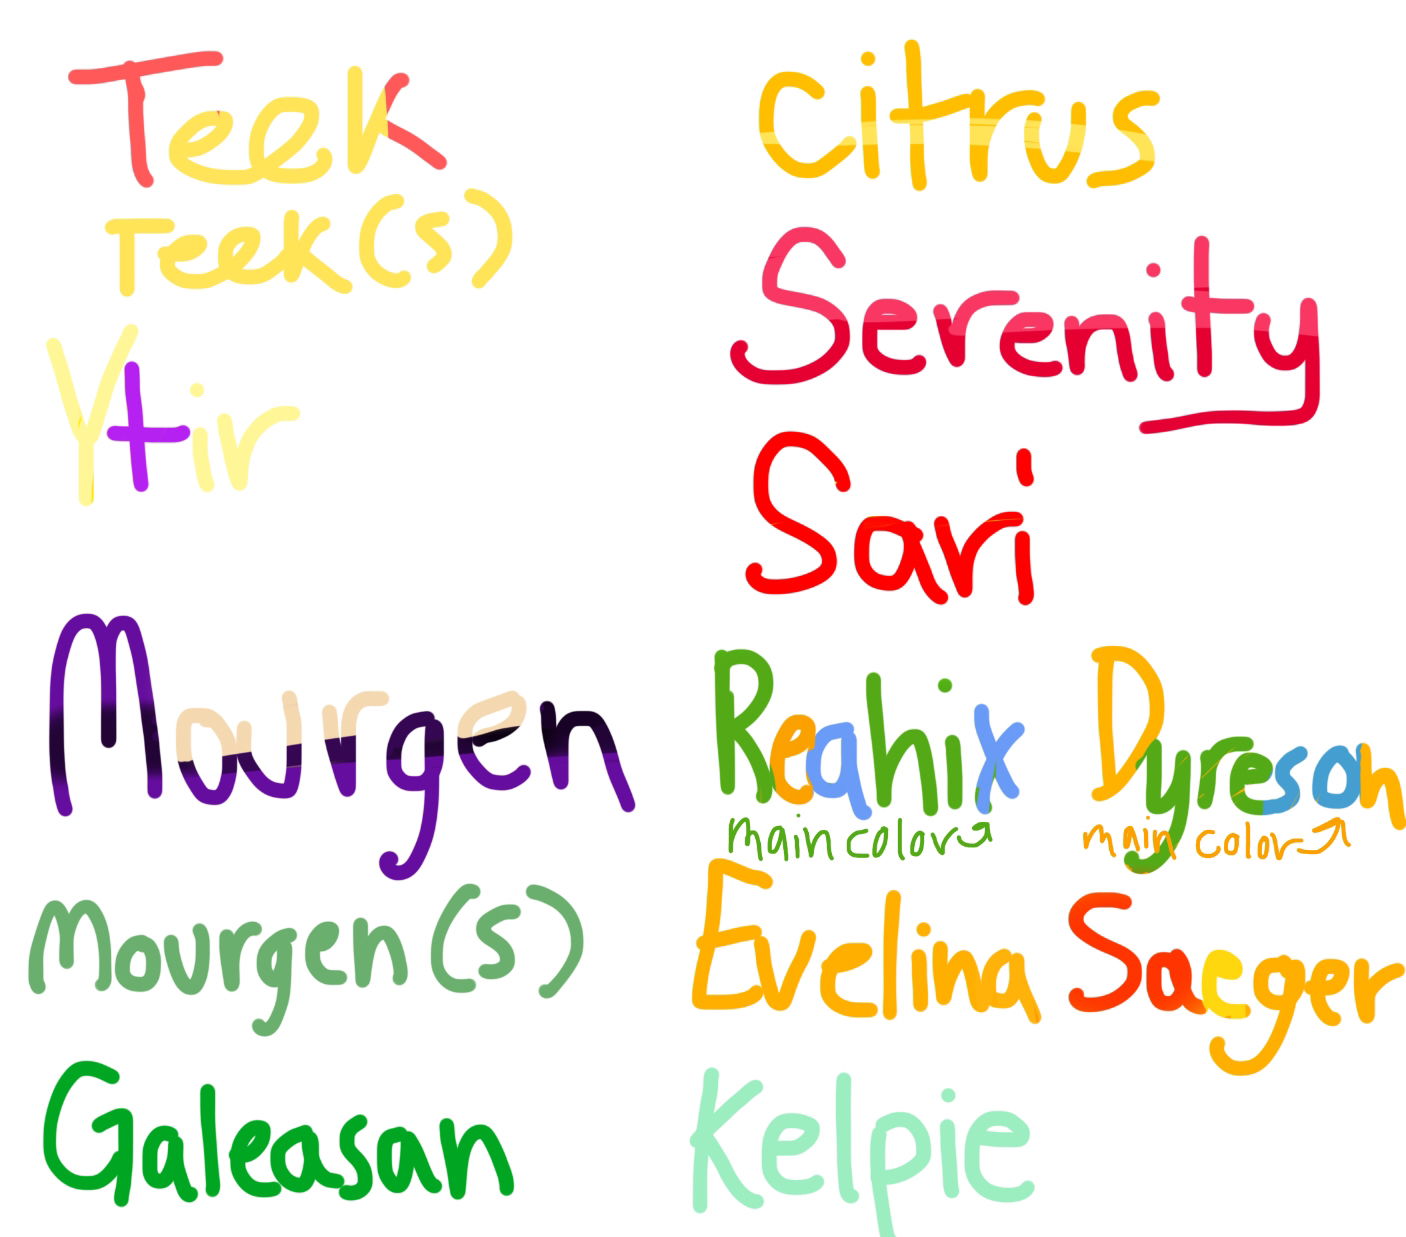 Teek
Teek(s)
Ytir
Mourgen
Mourgen(s)
Galeasan
Citrus
Serenity
Sari
Reahix Dyreson
main color main color
Evelina Saeger
Kelpie